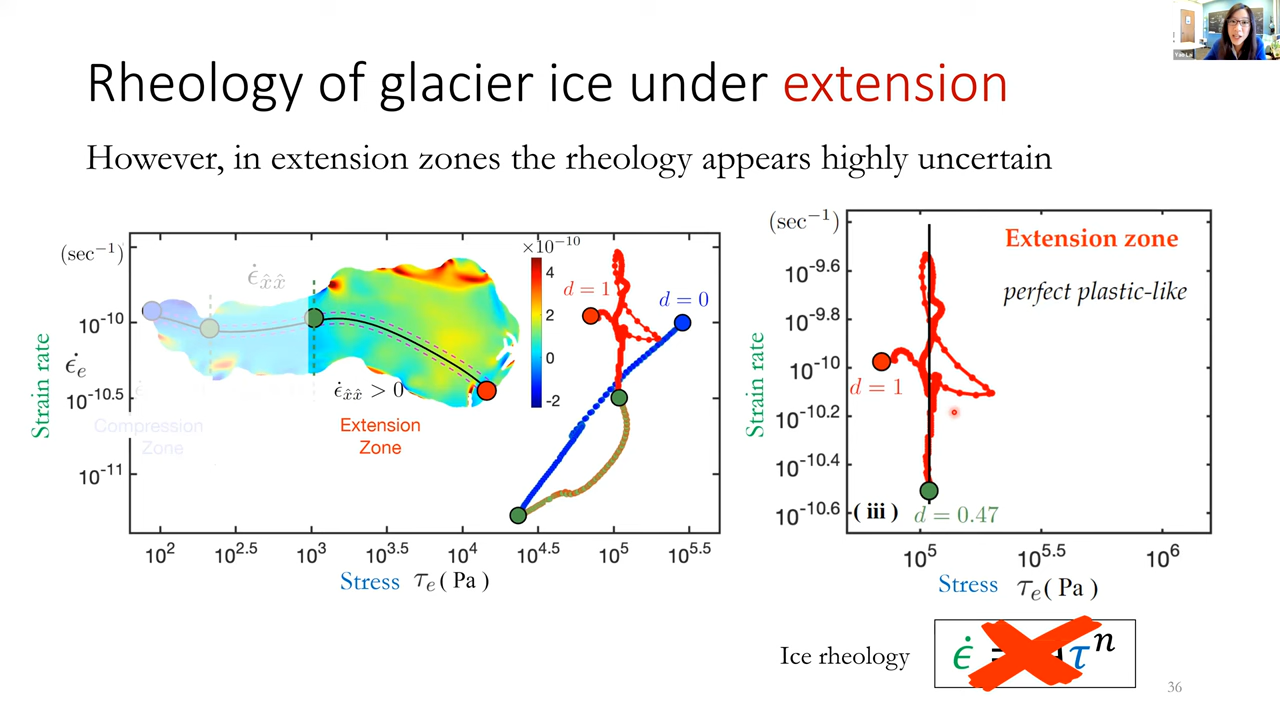 Rheology of glacier ice under extension
However, in extension zones the rheology appears highly uncertain
(sec⁻¹)
10⁻¹⁰
10⁻¹⁰·⁵
10⁻¹¹
Strain rate
ϵ̇ₑ
ϵ̇x̂x̂
ϵ̇x̂x̂ > 0
Compression
Zone
Extension
Zone
×10⁻¹⁰
4
2
0
-2
d = 1
d = 0
10² 10²·⁵ 10³ 10³·⁵ 10⁴ 10⁴·⁵ 10⁵ 10⁵·⁵
Stress τₑ ( Pa )
(sec⁻¹)
10⁻⁹·⁶
10⁻⁹·⁸
10⁻¹⁰
10⁻¹⁰·²
10⁻¹⁰·⁴
10⁻¹⁰·⁶
Strain rate
Extension zone
perfect plastic-like
d = 1
( iii ) d = 0.47
10⁵ 10⁵·⁵ 10⁶
Stress τₑ ( Pa )
Ice rheology ϵ̇ = τⁿ
36